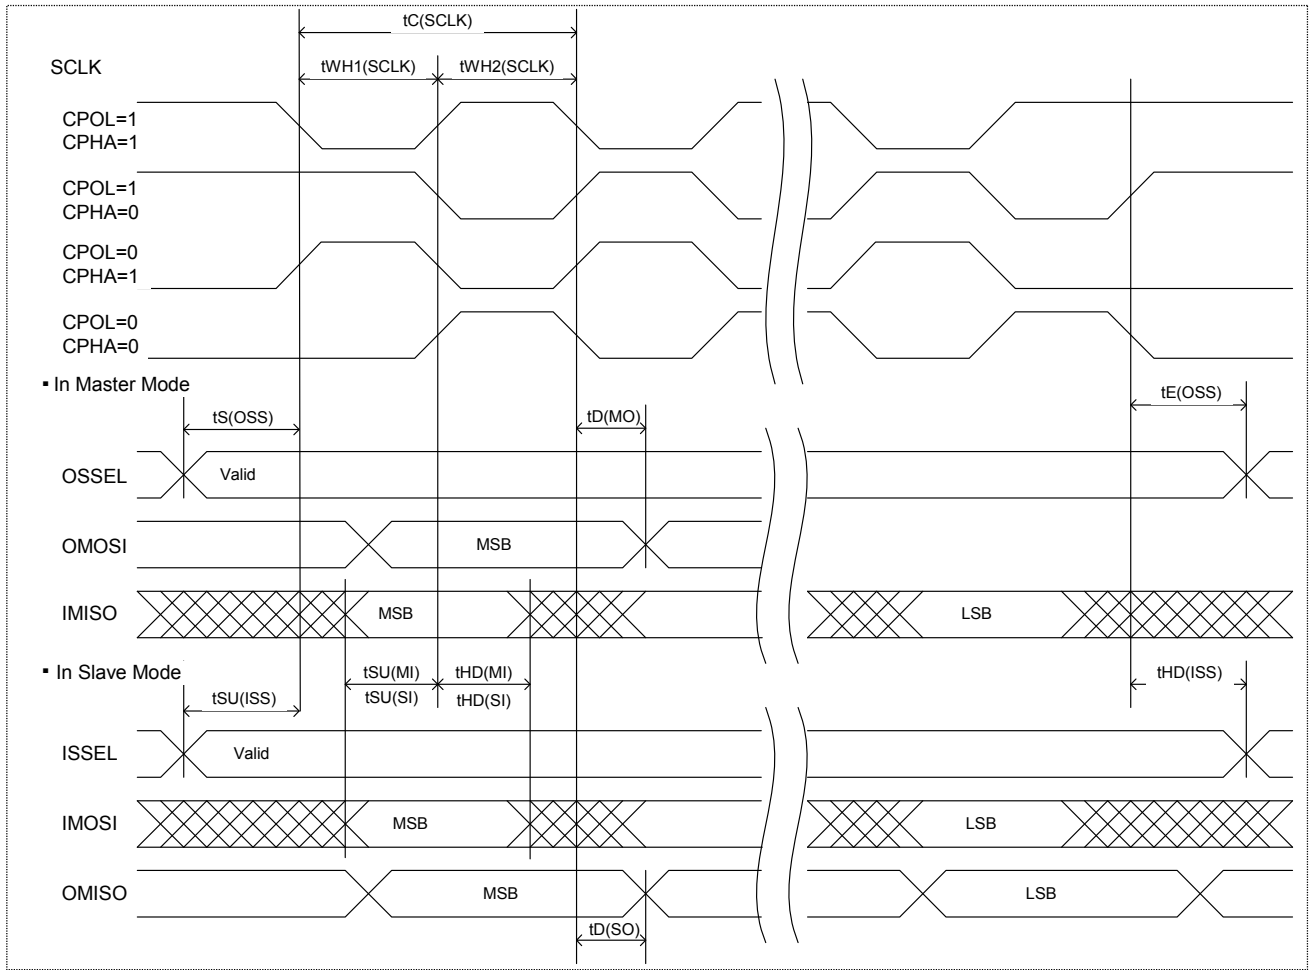 tC(SCLK)
SCLK
tWH1(SCLK)
tWH2(SCLK)
CPOL=1
CPHA=1
CPOL=1
CPHA=0
CPOL=0
CPHA=1
CPOL=0
CPHA=0
▪ In Master Mode
tS(OSS)
tD(MO)
tE(OSS)
OSSEL
Valid
OMOSI
MSB
IMISO
MSB
LSB
▪ In Slave Mode
tSU(MI)
tHD(MI)
tHD(ISS)
tSU(ISS)
tSU(SI)
tHD(SI)
ISSEL
Valid
IMOSI
MSB
LSB
OMISO
MSB
LSB
tD(SO)